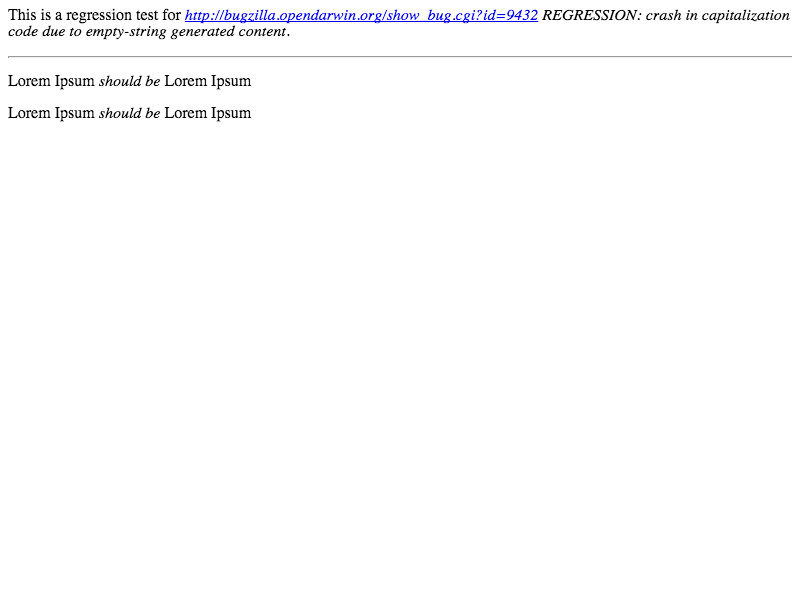 This is a regression test for http://bugzilla.opendarwin.org/show_bug.cgi?id=9432 REGRESSION: crash in capitalization
code due to empty-string generated content.
Lorem Ipsum should be Lorem Ipsum
Lorem Ipsum should be Lorem Ipsum